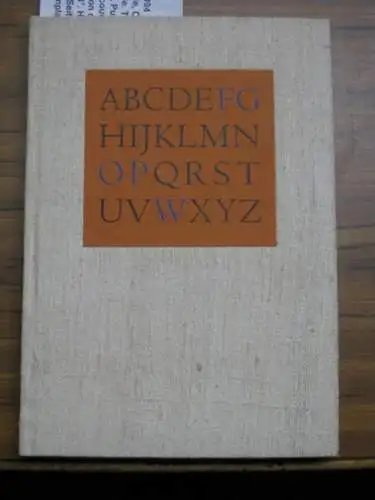 ABCDEFG
HIJKLMN
OPQRST
UVWXYZ